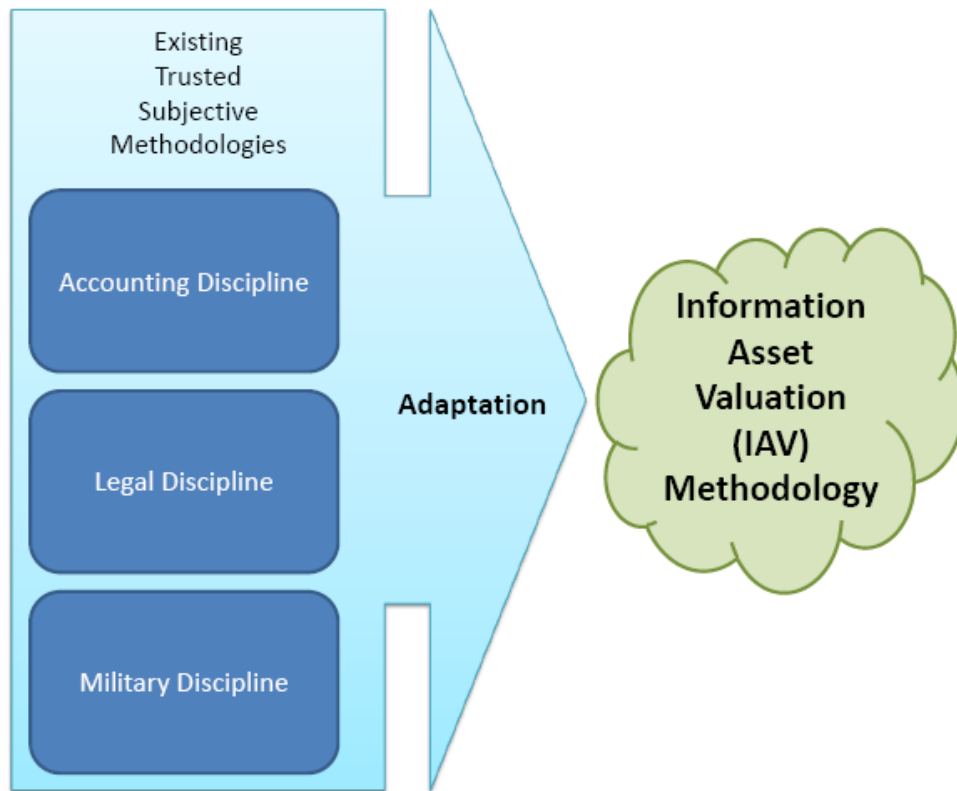 Existing
Trusted
Subjective
Methodologies
Accounting Discipline
Legal Discipline
Military Discipline
Adaptation
Information
Asset
Valuation
(IAV)
Methodology